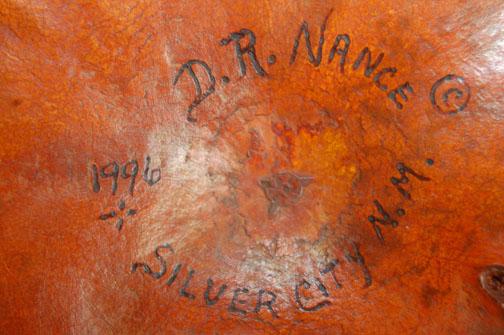 D.R. NANCE ©
1996
SILVER CITY N.M.